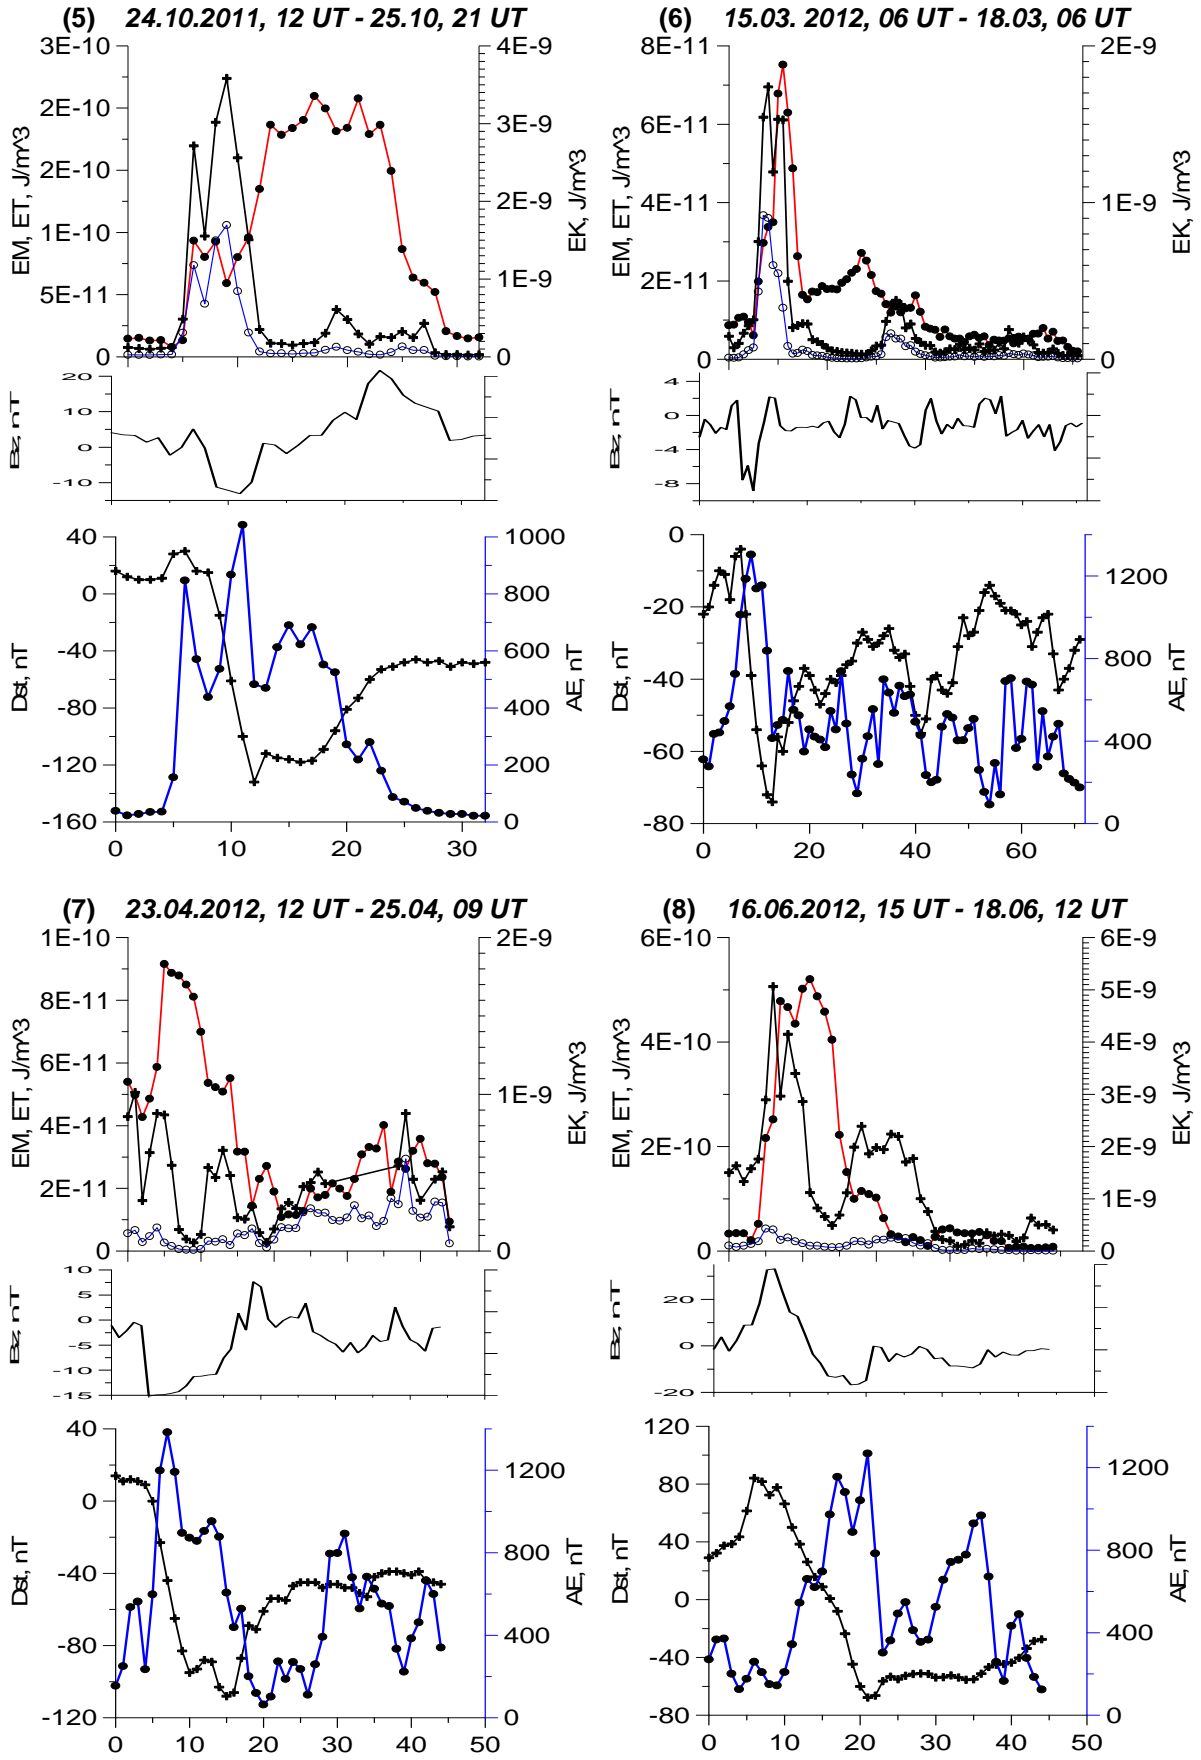 (5) 24.10.2011, 12 UT - 25.10, 21 UT
3E-10
2E-10
2E-10
1E-10
5E-11
0
EM, ET, J/m^3
4E-9
3E-9
2E-9
1E-9
0
EK, J/m^3
20
10
0
-10
Bz, nT
40
0
-40
-80
-120
-160
Dst, nT
1000
800
600
400
200
0
AE, nT
0 10 20 30
(6) 15.03. 2012, 06 UT - 18.03, 06 UT
8E-11
6E-11
4E-11
2E-11
0
EM, ET, J/m^3
2E-9
1E-9
0
EK, J/m^3
4
0
-4
-8
Bz, nT
0
-20
-40
-60
-80
Dst, nT
1200
800
400
0
AE, nT
0 20 40 60
(7) 23.04.2012, 12 UT - 25.04, 09 UT
1E-10
8E-11
6E-11
4E-11
2E-11
0
EM, ET, J/m^3
2E-9
1E-9
0
EK, J/m^3
10
5
0
-5
-10
-15
Bz, nT
40
0
-40
-80
-120
Dst, nT
1200
800
400
0
AE, nT
0 10 20 30 40 50
(8) 16.06.2012, 15 UT - 18.06, 12 UT
6E-10
4E-10
2E-10
0
EM, ET, J/m^3
6E-9
5E-9
4E-9
3E-9
2E-9
1E-9
0
EK, J/m^3
20
0
-20
Bz, nT
120
80
40
0
-40
-80
Dst, nT
1200
800
400
0
AE, nT
0 10 20 30 40 50